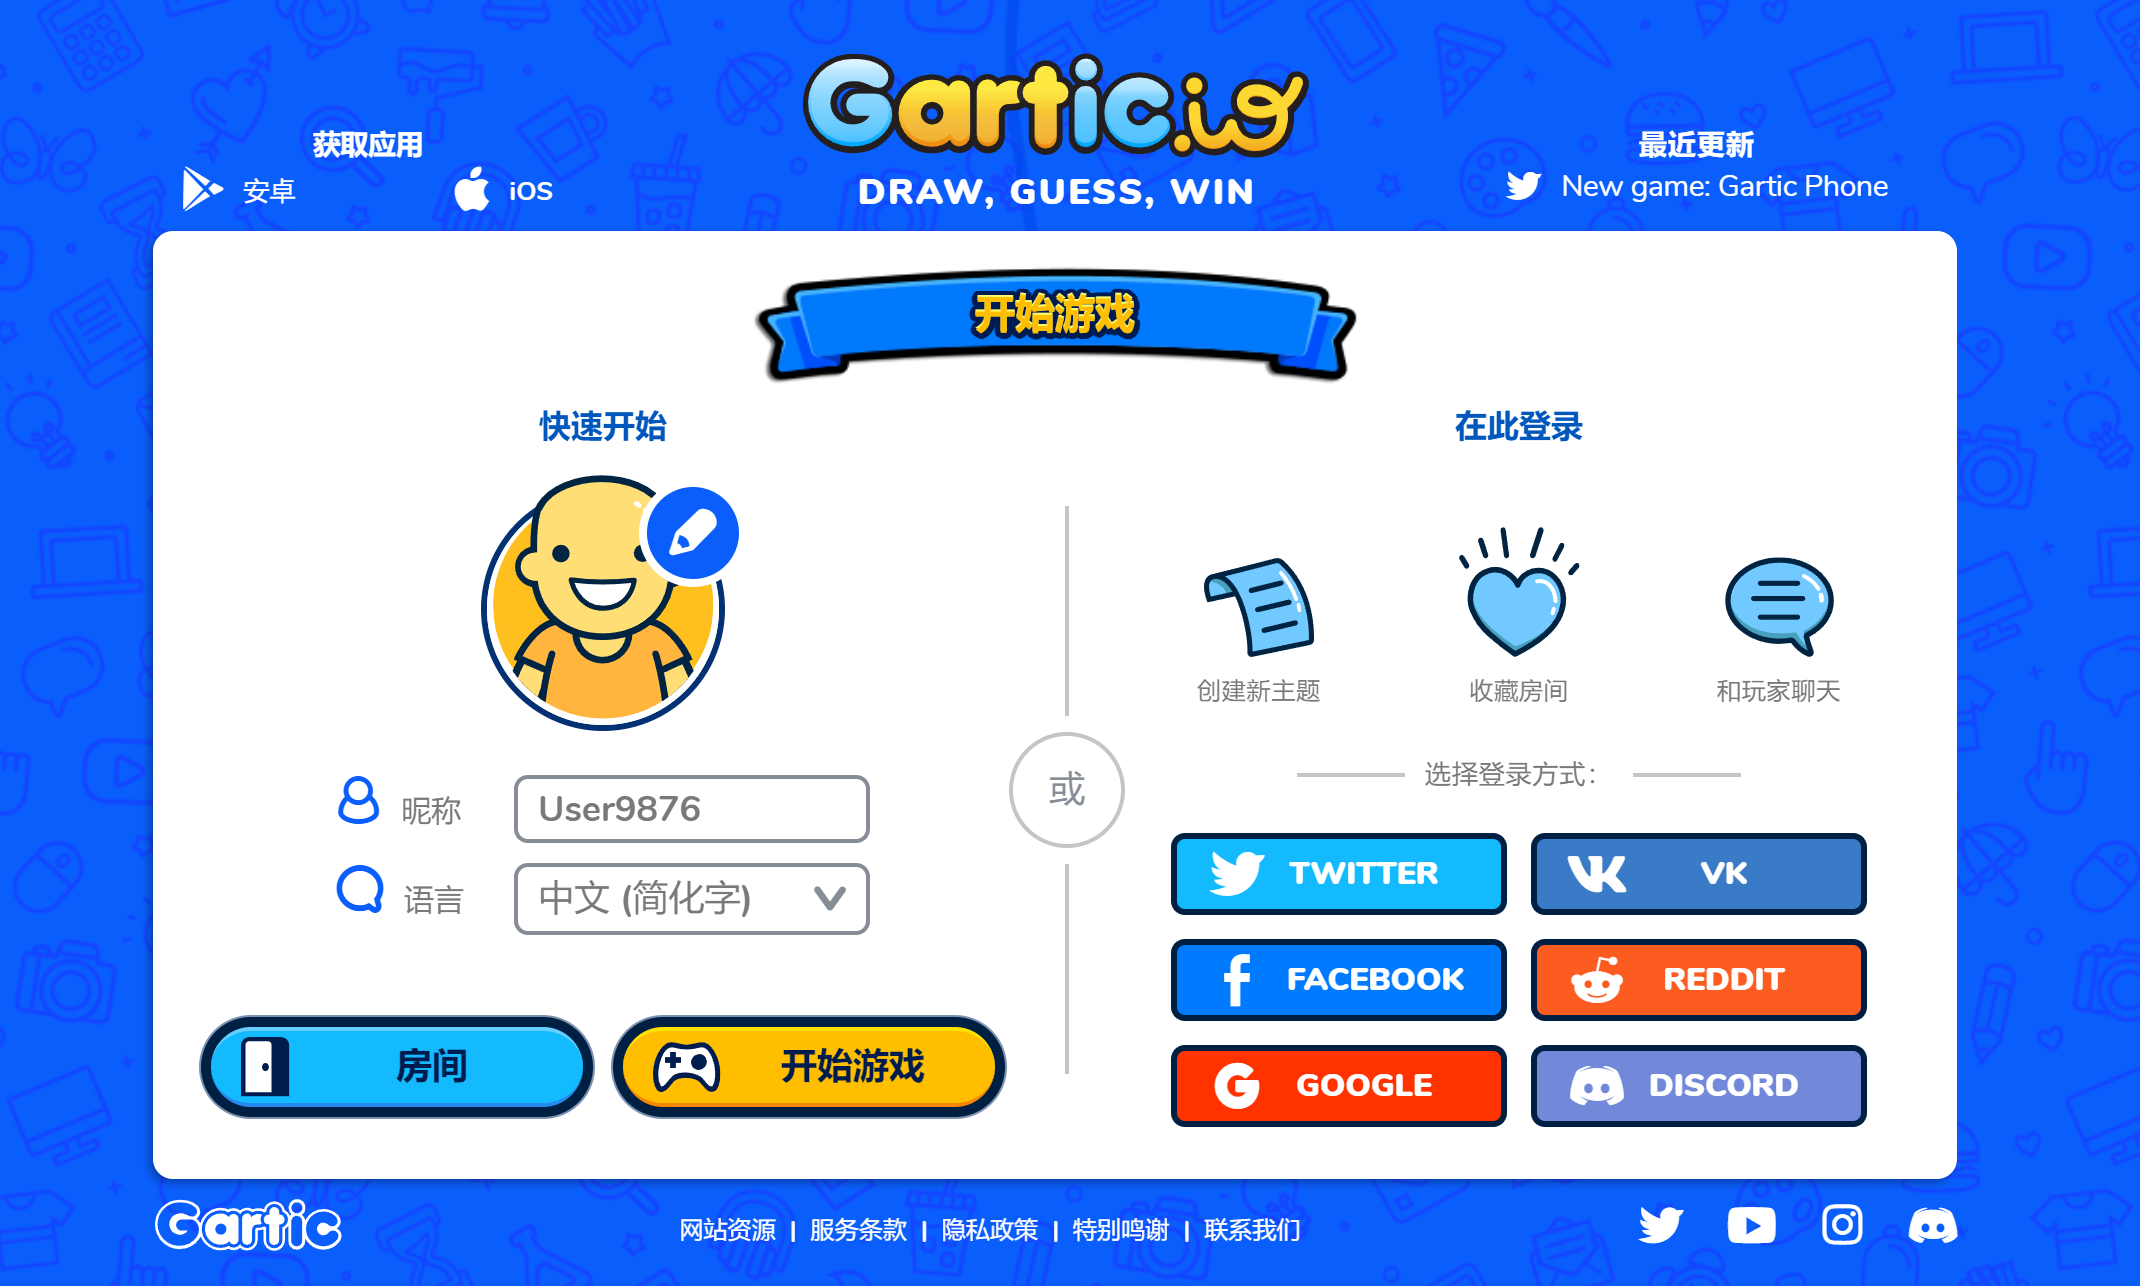 Gartic.io
DRAW, GUESS, WIN
获取应用
安卓
iOS
最近更新
New game: Gartic Phone
开始游戏
快速开始
昵称
User9876
语言
中文 (简化字)
房间
开始游戏
或
在此登录
创建新主题
收藏房间
和玩家聊天
选择登录方式：
TWITTER
VK
FACEBOOK
REDDIT
GOOGLE
DISCORD
Gartic
网站资源 | 服务条款 | 隐私政策 | 特别鸣谢 | 联系我们